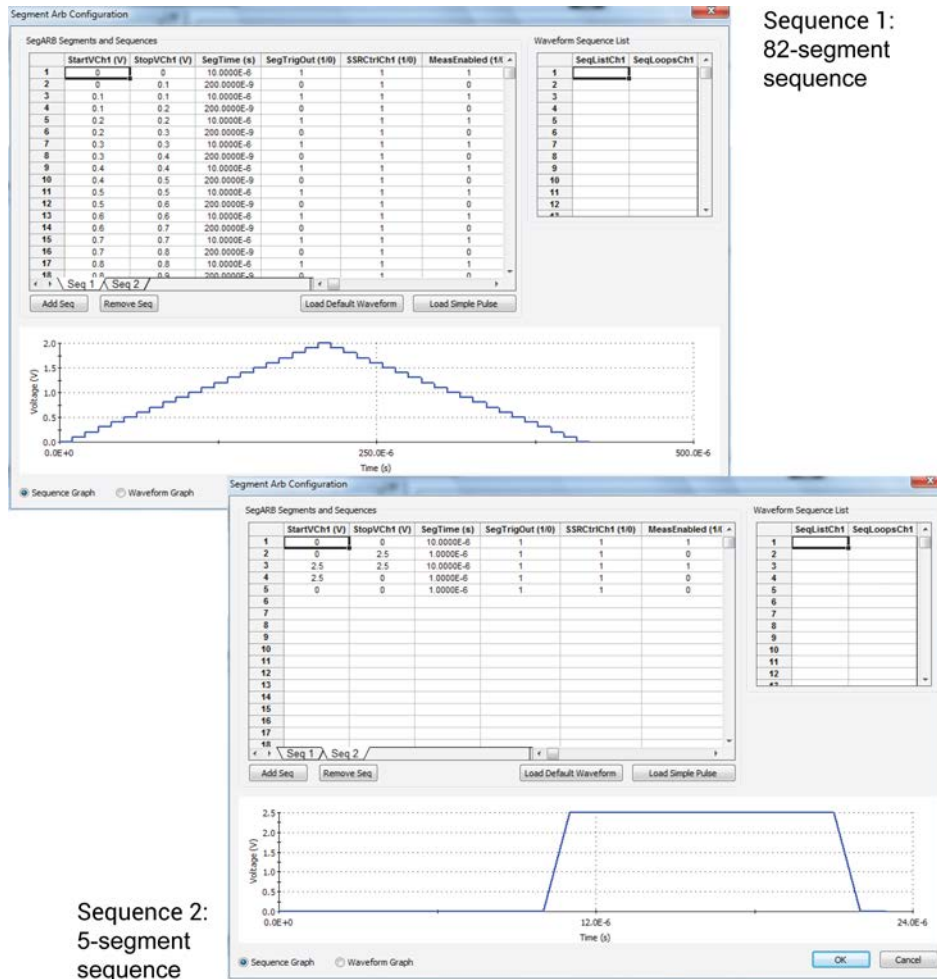 Segment Arb Configuration
Sequence 1:
82-segment
sequence
SegARB Segments and Sequences
StartVCh1 (V) StopVCh1 (V) SegTime (s) SegTrigOut (1/0) SSRCtrlCh1 (1/0) MeasEnabled (1/(
1 0 0 10.0000E-6 1 1 1
2 0 0.1 200.0000E-9 0 1 0
3 0.1 0.1 10.0000E-6 1 1 1
4 0.1 0.2 200.0000E-9 0 1 0
5 0.2 0.2 10.0000E-6 1 1 1
6 0.2 0.3 200.0000E-9 0 1 0
7 0.3 0.3 10.0000E-6 1 1 1
8 0.3 0.4 200.0000E-9 0 1 0
9 0.4 0.4 10.0000E-6 1 1 1
10 0.4 0.5 200.0000E-9 0 1 0
11 0.5 0.5 10.0000E-6 1 1 1
12 0.5 0.6 200.0000E-9 0 1 0
13 0.6 0.6 10.0000E-6 1 1 1
14 0.6 0.7 200.0000E-9 0 1 0
15 0.7 0.7 10.0000E-6 1 1 1
16 0.7 0.8 200.0000E-9 0 1 0
17 0.8 0.8 10.0000E-6 1 1 1
18 0.8 0.9 200.0000E-9 0 1 0
Seq 1 Seq 2
Add Seq Remove Seq Load Default Waveform Load Simple Pulse
Waveform Sequence List
SeqListCh1 SeqLoopsCh1
1
2
3
4
5
6
7
8
9
10
11
12
13
Voltage (V)
2.0
1.5
1.0
0.5
0.0
0.0E+0 250.0E-6 500.0E-6
Time (s)
Sequence Graph Waveform Graph
Segment Arb Configuration
SegARB Segments and Sequences
StartVCh1 (V) StopVCh1 (V) SegTime (s) SegTrigOut (1/0) SSRCtrlCh1 (1/0) MeasEnabled (1/(
1 0 0 10.0000E-6 1 1 1
2 0 2.5 1.0000E-6 1 1 0
3 2.5 2.5 10.0000E-6 1 1 1
4 2.5 0 1.0000E-6 1 1 0
5 0 0 1.0000E-6 1 1 0
6
7
8
9
10
11
12
13
14
15
16
17
18
Seq 1 Seq 2
Add Seq Remove Seq Load Default Waveform Load Simple Pulse
Waveform Sequence List
SeqListCh1 SeqLoopsCh1
1
2
3
4
5
6
7
8
9
10
11
12
13
Voltage (V)
2.5
2.0
1.5
1.0
0.5
0.0
0.0E+0 12.0E-6 24.0E-6
Time (s)
Sequence Graph Waveform Graph
OK Cancel
Sequence 2:
5-segment
sequence